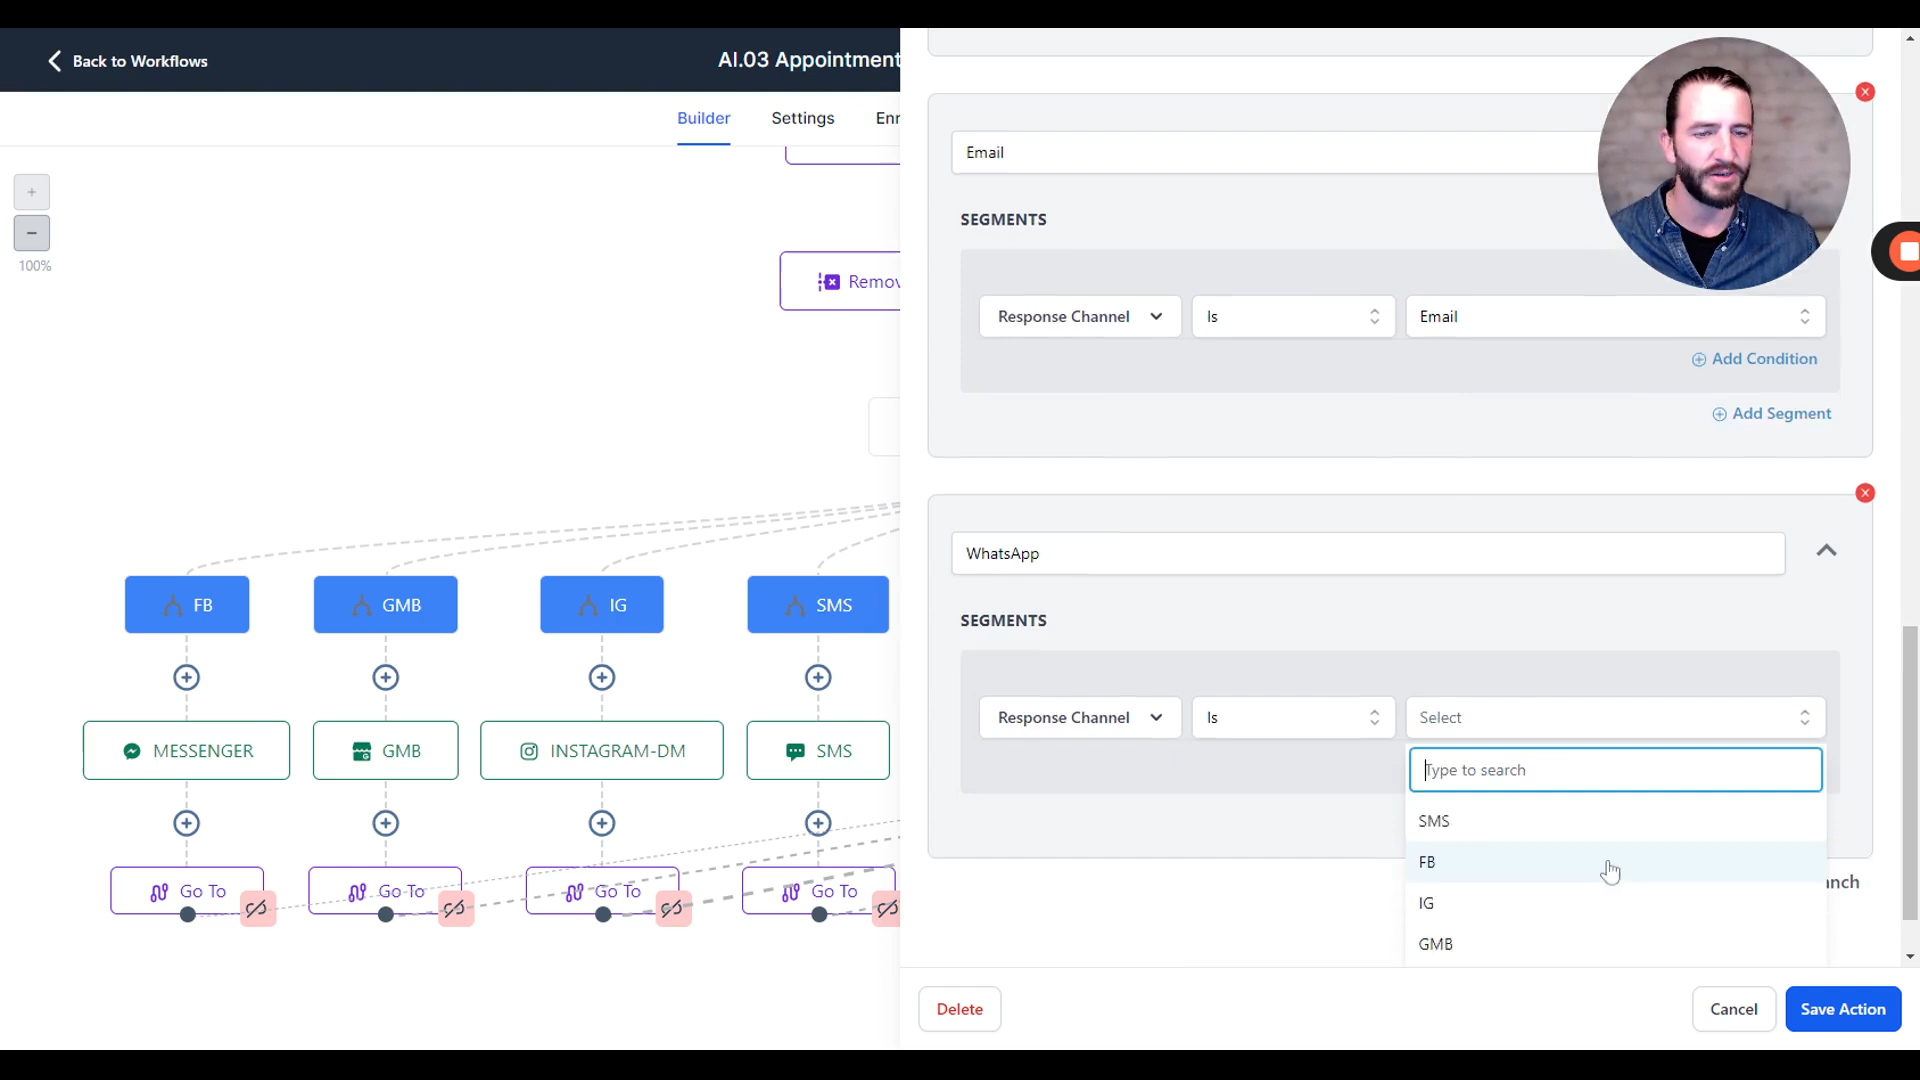 Back to Workflows
AI.03 Appointment
Builder
Settings
Enr
100%
Remov
FB
GMB
IG
SMS
MESSENGER
GMB
INSTAGRAM-DM
SMS
Go To
Go To
Go To
Go To
Email
SEGMENTS
Response Channel
Is
Email
Add Condition
Add Segment
WhatsApp
SEGMENTS
Response Channel
Is
Select
Type to search
SMS
FB
IG
GMB
anch
Delete
Cancel
Save Action